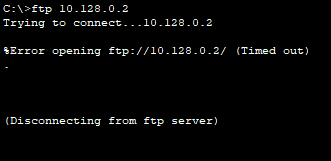 C:\>ftp 10.128.0.2
Trying to connect...10.128.0.2
%Error opening ftp://10.128.0.2/ (Timed out)
.
(Disconnecting from ftp server)